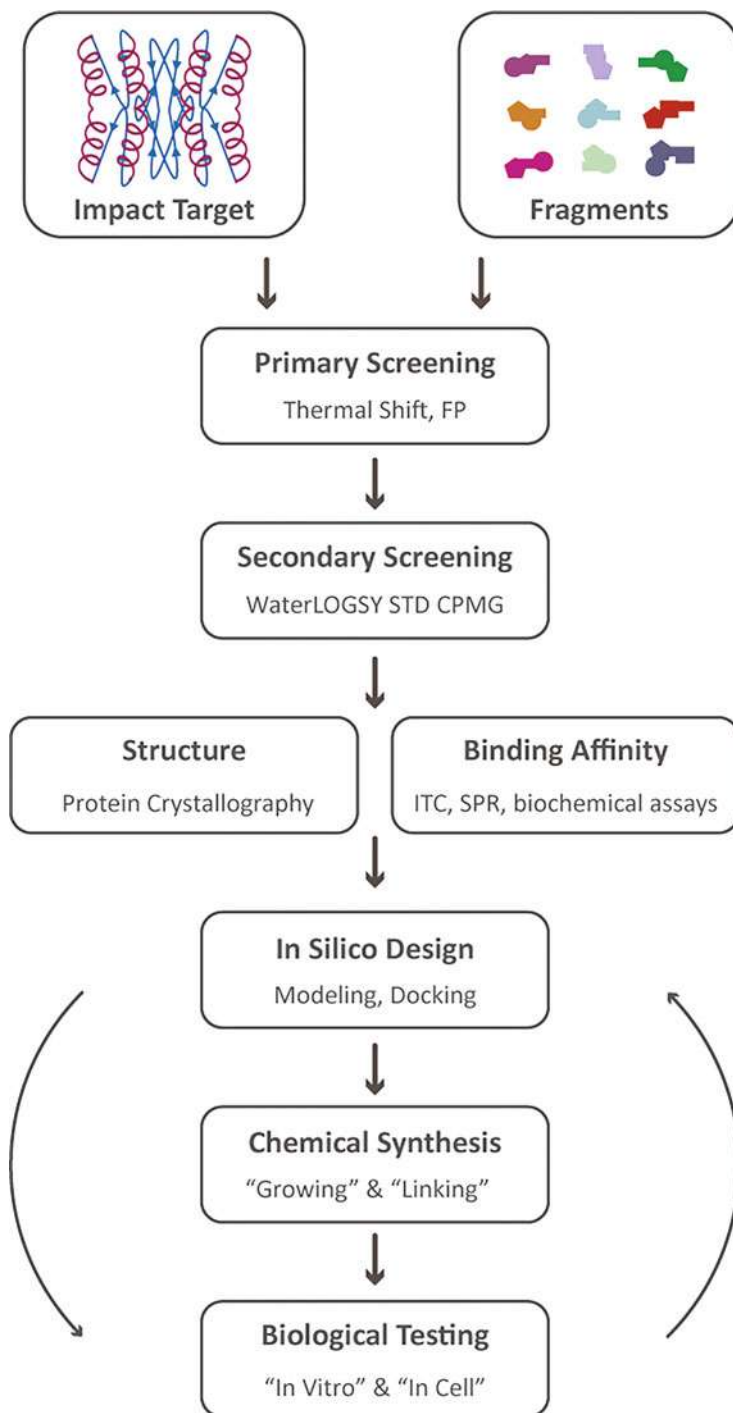 Impact Target
Fragments
Primary Screening
Thermal Shift, FP
Secondary Screening
WaterLOGSY STD CPMG
Structure
Protein Crystallography
Binding Affinity
ITC, SPR, biochemical assays
In Silico Design
Modeling, Docking
Chemical Synthesis
“Growing” & “Linking”
Biological Testing
“In Vitro” & “In Cell”